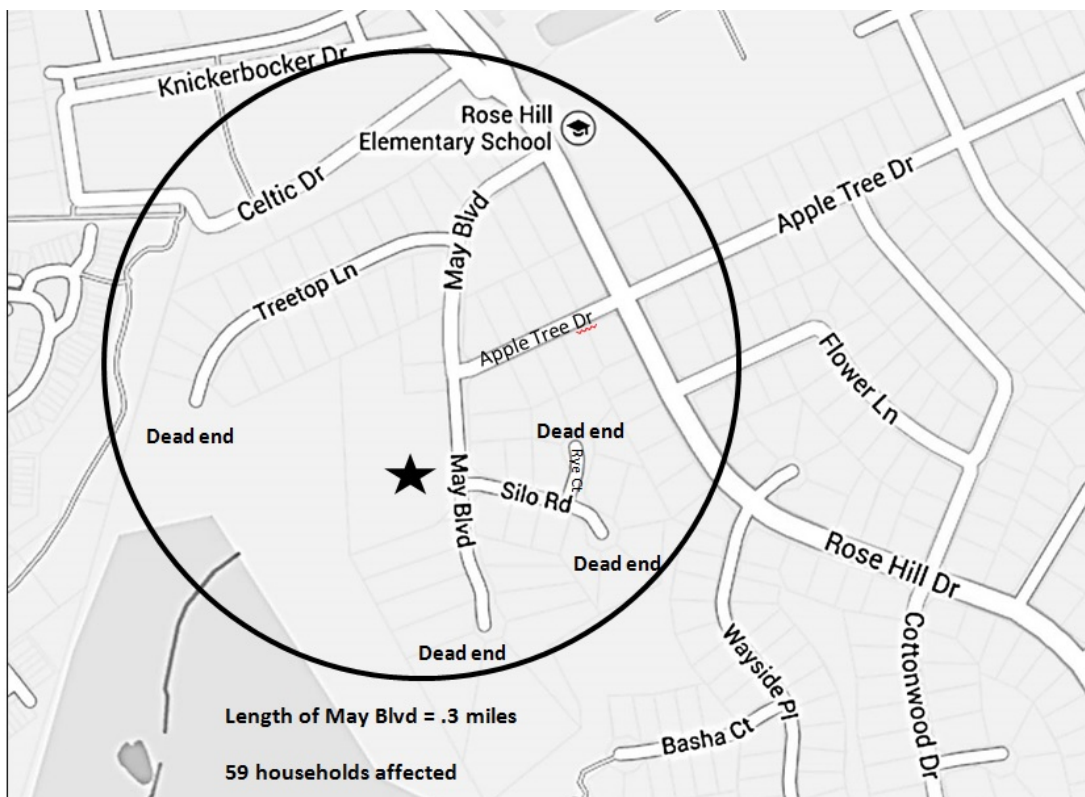 Knickerbocker Dr
Rose Hill
Elementary School
Celtic Dr
May Blvd
Apple Tree Dr
Treetop Ln
Apple Tree Dr
Flower Ln
Dead end
Dead end
May Blvd
Rye Ct
Silo Rd
Dead end
Rose Hill Dr
Dead end
Wayside Pl
Cottonwood Dr
Length of May Blvd = .3 miles
Basha Ct
59 households affected